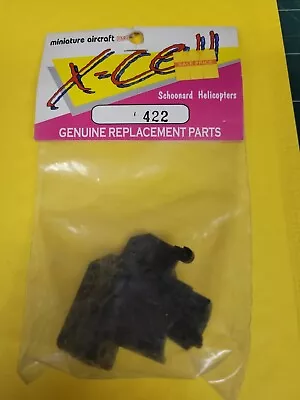 miniature aircraft
X-Cell
Schoonard Helicopters
422
GENUINE REPLACEMENT PARTS